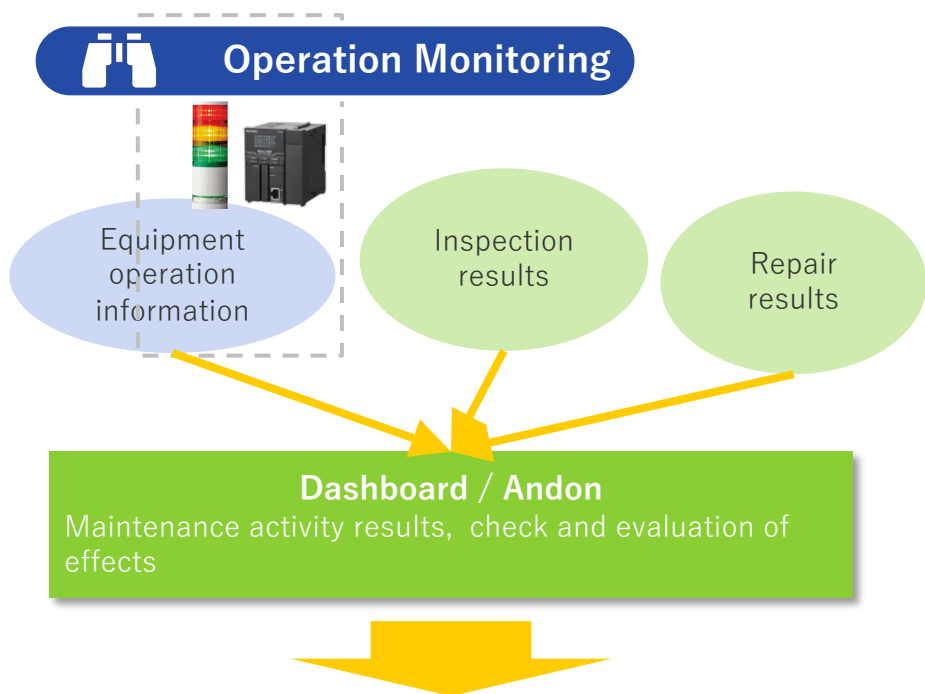 Operation Monitoring
Equipment
operation
information
Inspection
results
Repair
results
Dashboard / Andon
Maintenance activity results, check and evaluation of
effects